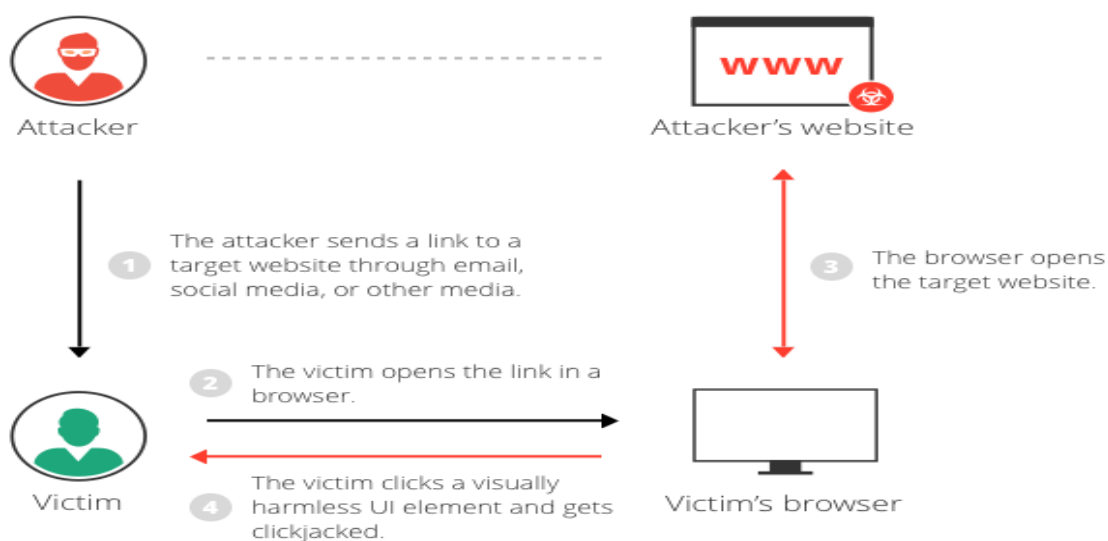 www
Attacker
Attacker's website
1
The attacker sends a link to a
target website through email,
social media, or other media.
3
The browser opens
the target website.
2
The victim opens the link in a
browser.
4
The victim clicks a visually
harmless UI element and gets
clickjacked.
Victim
Victim's browser